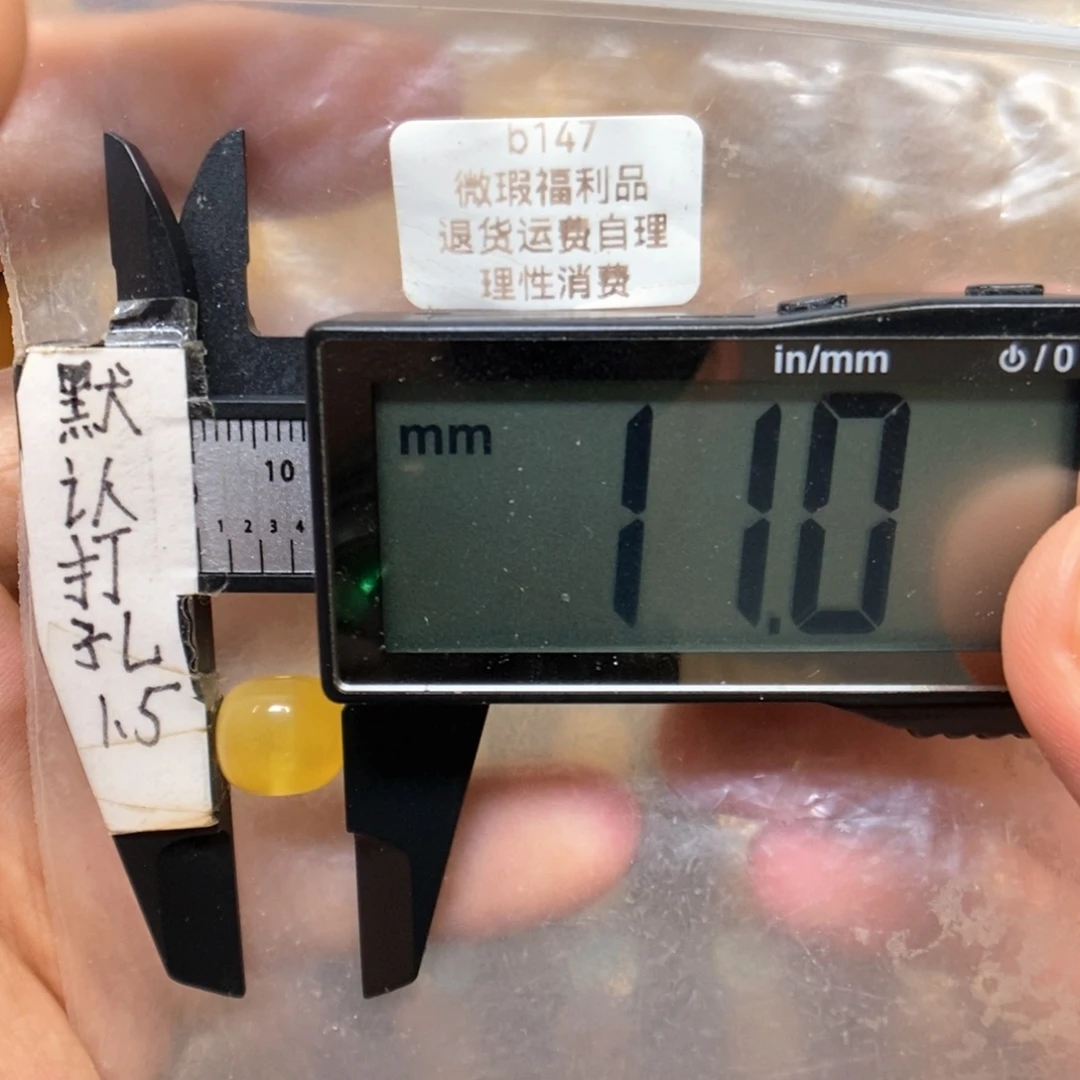 b147
微瑕福利品
退货运费自理
理性消费
in/mm
⏻/0
mm
11.0
10
1 2 3 4
默
认
打
孔
1.5